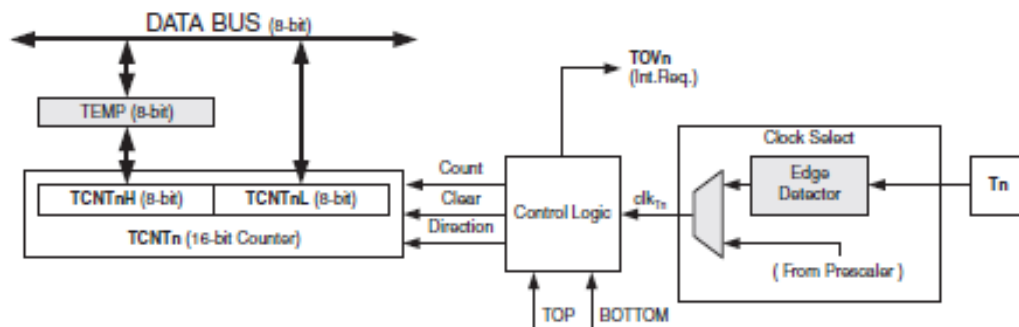 DATA BUS (8-bit)
TOVn
(Int.Req.)
TEMP (8-bit)
Clock Select
Count
Edge
Detector
Tn
TCNTnH (8-bit) TCNTnL (8-bit)
Clear
Control Logic
clkTn
TCNTn (16-bit Counter)
Direction
( From Prescaler )
TOP
BOTTOM